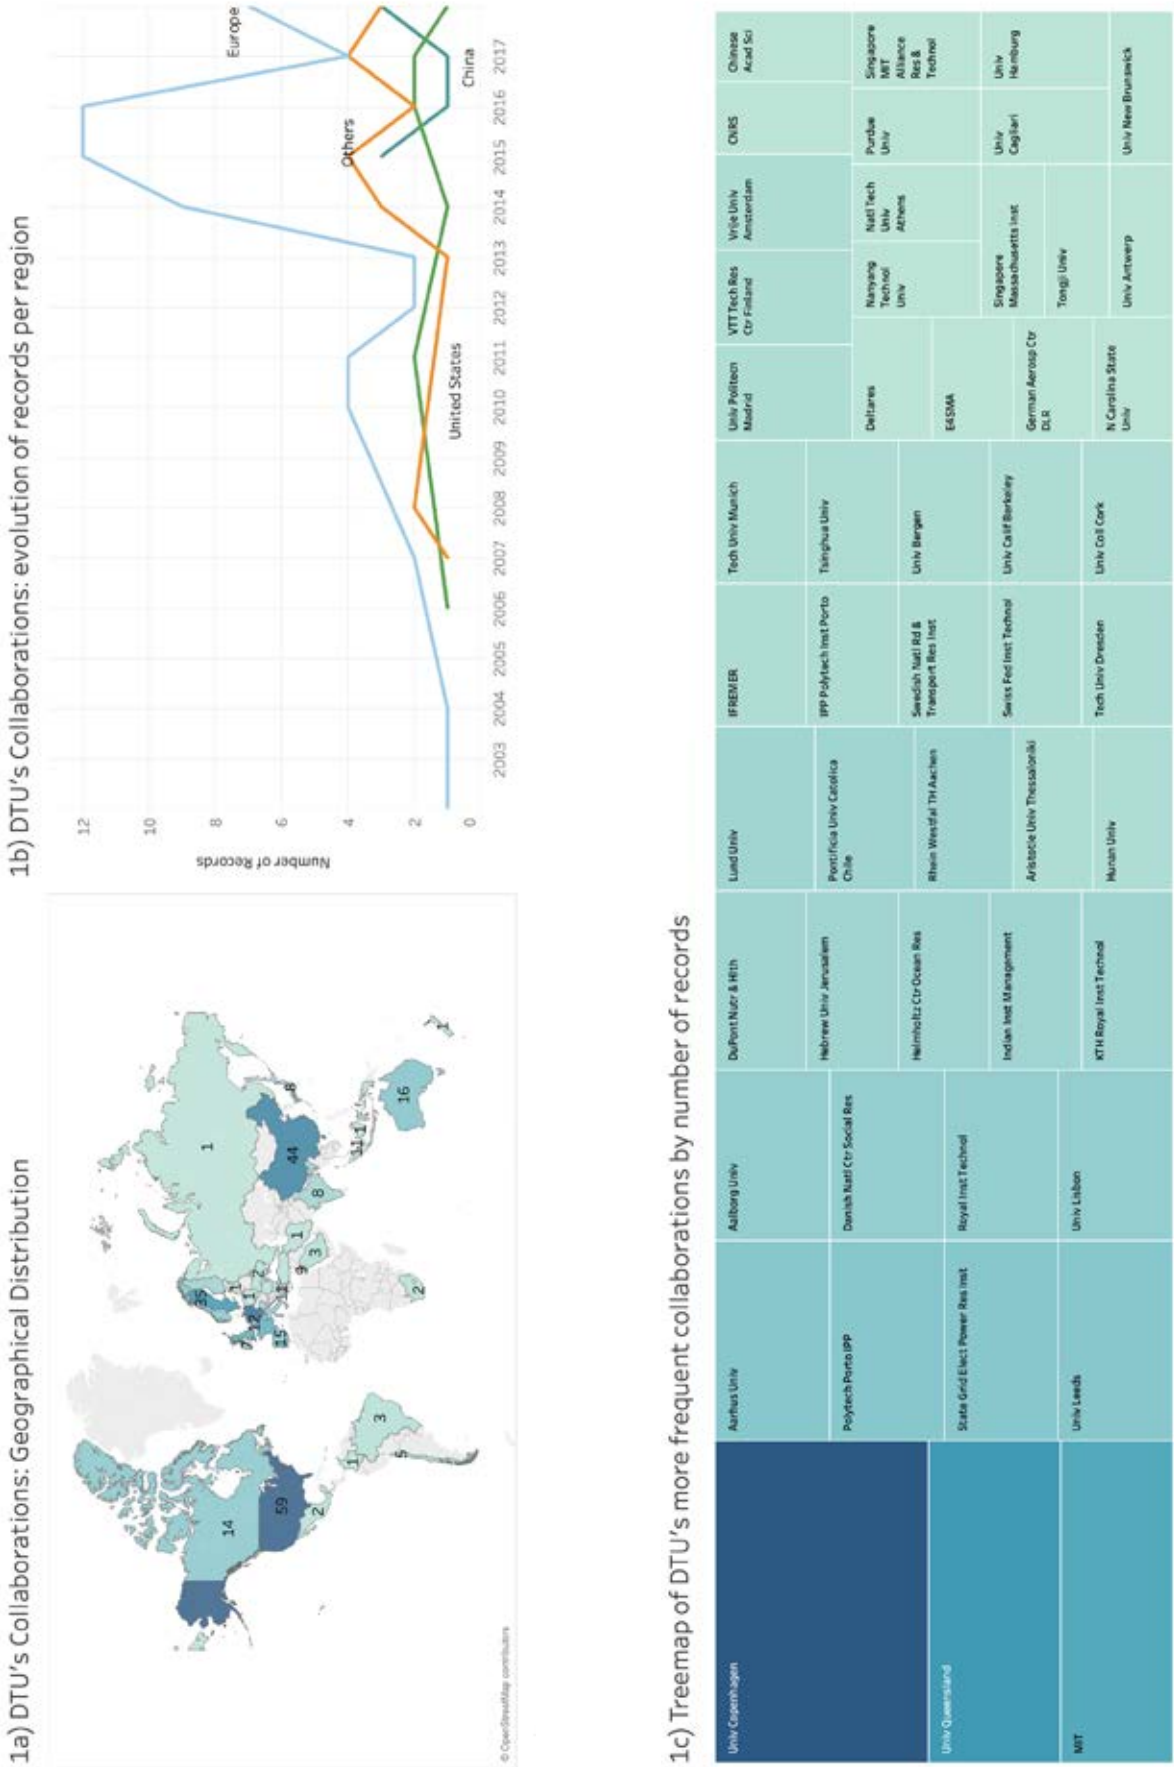 1a) DTU's Collaborations: Geographical Distribution
14
59
2
1
3
5
35
1
12
1
2
7
15
11
9
3
1
1
8
44
8
11
1
16
1
2
© OpenStreetMap contributors
1b) DTU's Collaborations: evolution of records per region
Number of Records
12
10
8
6
4
2
0
Europe
Others
China
United States
2003
2004
2005
2006
2007
2008
2009
2010
2011
2012
2013
2014
2015
2016
2017
1c) Treemap of DTU's more frequent collaborations by number of records
Univ Copenhagen
Univ Queensland
MIT
Aarhus Univ
Polytech Porto IPP
State Grid Elect Power Res Inst
Univ Leeds
Aalborg Univ
Danish Natl Ctr Social Res
Royal Inst Technol
Univ Lisbon
DuPont Nutr & Hlth
Hebrew Univ Jerusalem
Helmholtz Ctr Ocean Res
Indian Inst Management
KTH Royal Inst Technol
Lund Univ
Pontificia Univ Catolica
Chile
Rhein Westfal TH Aachen
Aristotle Univ Thessaloniki
Hunan Univ
IFREMER
IPP Polytech Inst Porto
Swedish Natl Rd &
Transport Res Inst
Swiss Fed Inst Technol
Tech Univ Dresden
Tech Univ Munich
Tsinghua Univ
Univ Bergen
Univ Calif Berkeley
Univ Coll Cork
Univ Politecn
Madrid
VTT Tech Res
Ctr Finland
Vrije Univ
Amsterdam
CNRS
Chinese
Acad Sci
Deltares
E4SMA
German Aerosp Ctr
DLR
N Carolina State
Univ
Nanyang
Technol
Univ
Natl Tech
Univ
Athens
Purdue
Univ
Singapore
MIT
Alliance
Res &
Technol
Singapore
Massachusetts Inst
Tongji Univ
Univ Antwerp
Univ
Cagliari
Univ
Hamburg
Univ New Brunswick